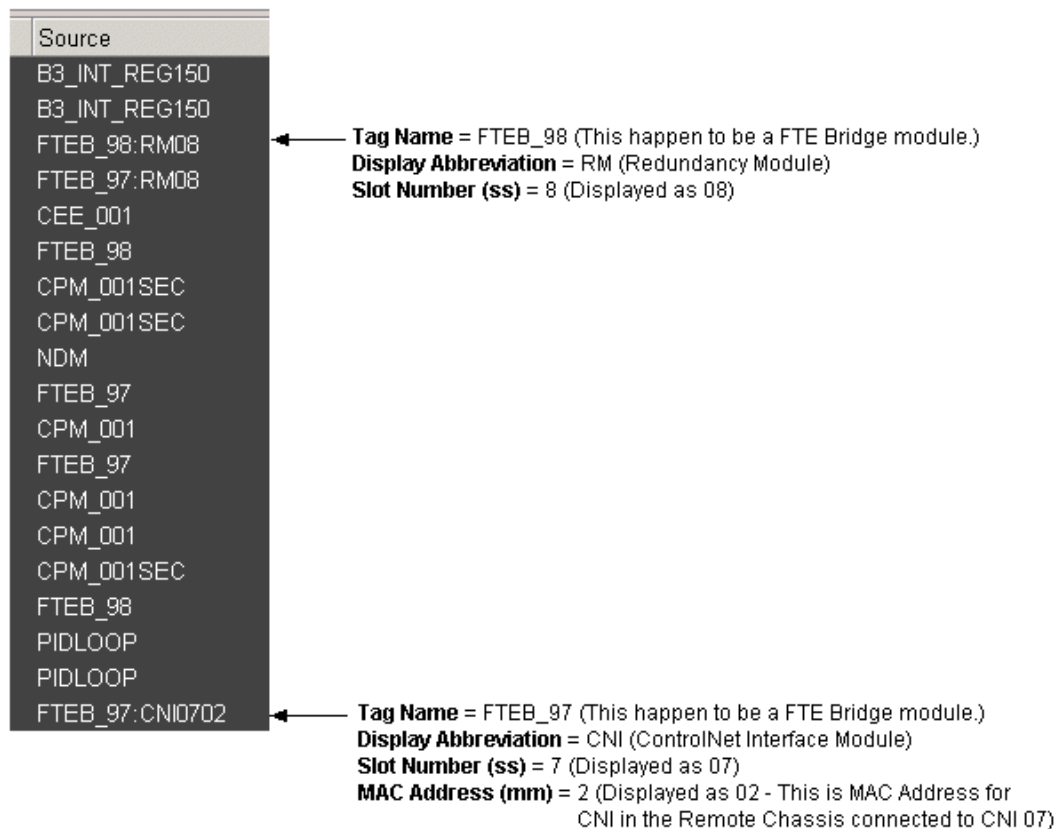 Source
B3_INT_REG150
B3_INT_REG150
FTEB_98:RM08
Tag Name = FTEB_98 (This happen to be a FTE Bridge module.)
Display Abbreviation = RM (Redundancy Module)
Slot Number (ss) = 8 (Displayed as 08)
FTEB_97:RM08
CEE_001
FTEB_98
CPM_001SEC
CPM_001SEC
NDM
FTEB_97
CPM_001
FTEB_97
CPM_001
CPM_001
CPM_001SEC
FTEB_98
PIDLOOP
PIDLOOP
FTEB_97:CNI0702
Tag Name = FTEB_97 (This happen to be a FTE Bridge module.)
Display Abbreviation = CNI (ControlNet Interface Module)
Slot Number (ss) = 7 (Displayed as 07)
MAC Address (mm) = 2 (Displayed as 02 - This is MAC Address for
CNI in the Remote Chassis connected to CNI 07)